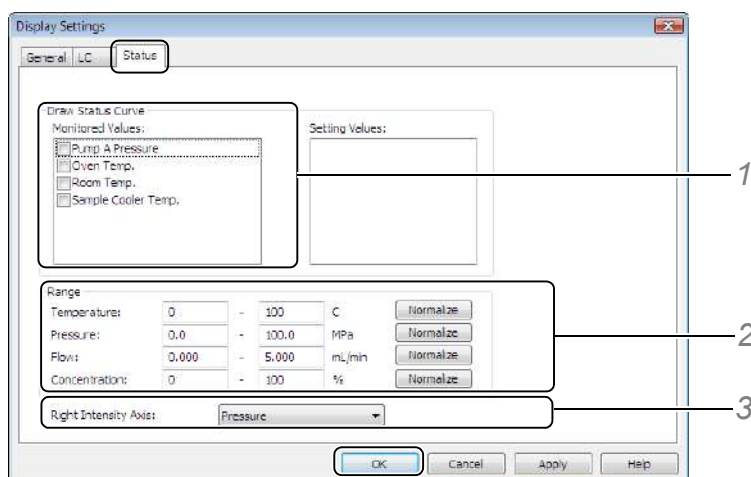 Display Settings
General LC Status
Draw Status Curve
Monitored Values: Setting Values:
Pump A Pressure
Oven Temp.
Room Temp.
Sample Cooler Temp.
1
Range
Temperature: 0 - 100 C Normalize
Pressure: 0.0 - 100.0 MPa Normalize
Flow: 0.000 - 5.000 mL/min Normalize
Concentration: 0 - 100 % Normalize
2
Right Intensity Axis: Pressure
3
OK Cancel Apply Help